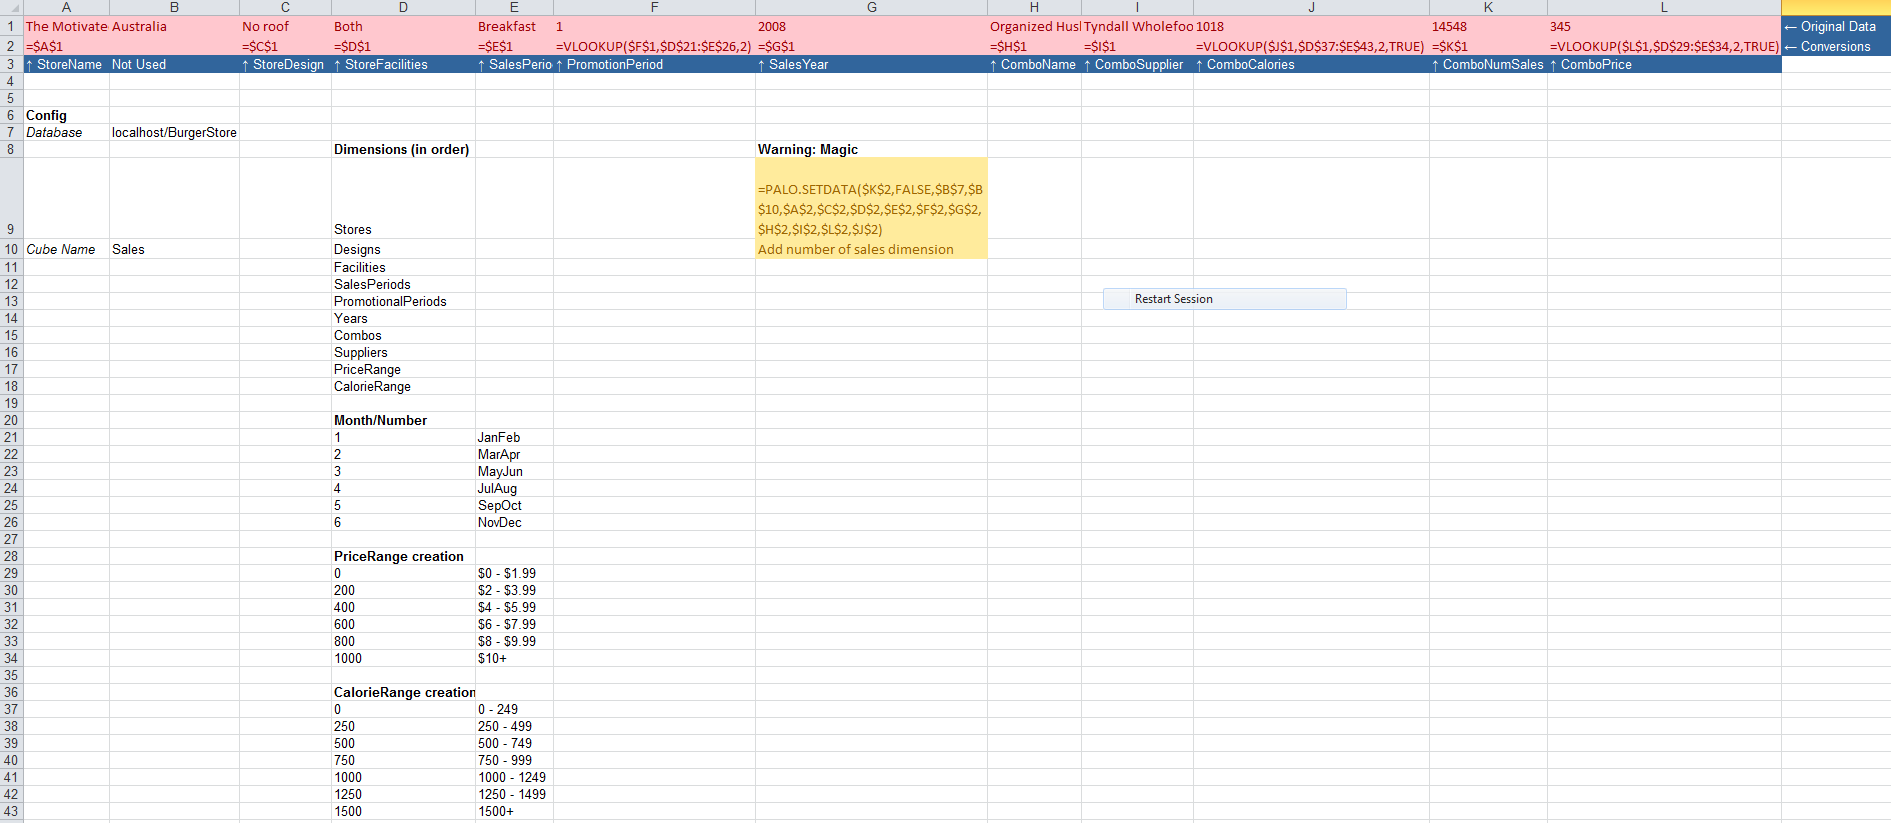 A B C D E F G H I J K L
1 The Motivate Australia No roof Both Breakfast 1 2008 Organized Husl Tyndall Wholefoo 1018 14548 345 ← Original Data
2 =$A$1 =$C$1 =$D$1 =$E$1 =VLOOKUP($F$1,$D$21:$E$26,2) =$G$1 =$H$1 =$I$1 =VLOOKUP($J$1,$D$37:$E$43,2,TRUE) =$K$1 =VLOOKUP($L$1,$D$29:$E$34,2,TRUE) ← Conversions
3 ↑ StoreName Not Used ↑ StoreDesign ↑ StoreFacilities ↑ SalesPerio ↑ PromotionPeriod ↑ SalesYear ↑ ComboName ↑ ComboSupplier ↑ ComboCalories ↑ ComboNumSales ↑ ComboPrice
4
5
6 Config
7 Database localhost/BurgerStore
8 Dimensions (in order) Warning: Magic
=PALO.SETDATA($K$2,FALSE,$B$7,$B
$10,$A$2,$C$2,$D$2,$E$2,$F$2,$G$2,
9 Stores $H$2,$I$2,$L$2,$J$2)
10 Cube Name Sales Designs Add number of sales dimension
11 Facilities
12 SalesPeriods
13 PromotionalPeriods Restart Session
14 Years
15 Combos
16 Suppliers
17 PriceRange
18 CalorieRange
19
20 Month/Number
21 1 JanFeb
22 2 MarApr
23 3 MayJun
24 4 JulAug
25 5 SepOct
26 6 NovDec
27
28 PriceRange creation
29 0 $0 - $1.99
30 200 $2 - $3.99
31 400 $4 - $5.99
32 600 $6 - $7.99
33 800 $8 - $9.99
34 1000 $10+
35
36 CalorieRange creation
37 0 0 - 249
38 250 250 - 499
39 500 500 - 749
40 750 750 - 999
41 1000 1000 - 1249
42 1250 1250 - 1499
43 1500 1500+